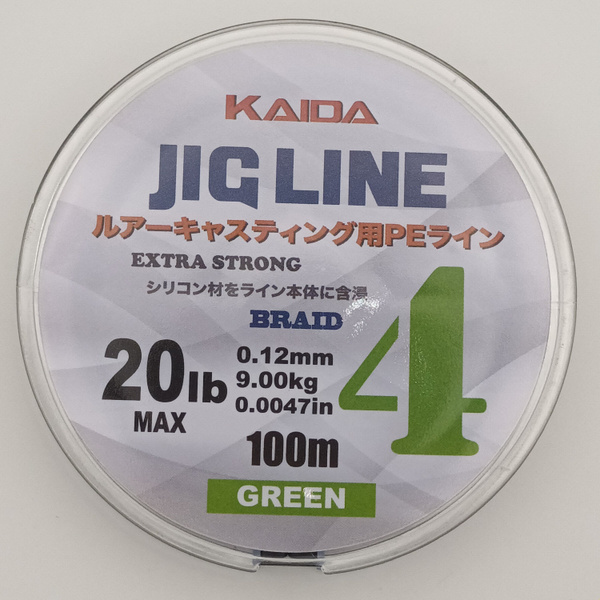 KAIDA
JIG LINE
ルアーキャスティング用PEライン
EXTRA STRONG
シリコン材をライン本体に含浸
BRAID 4
20lb
MAX
0.12mm
9.00kg
0.0047in
100m
GREEN